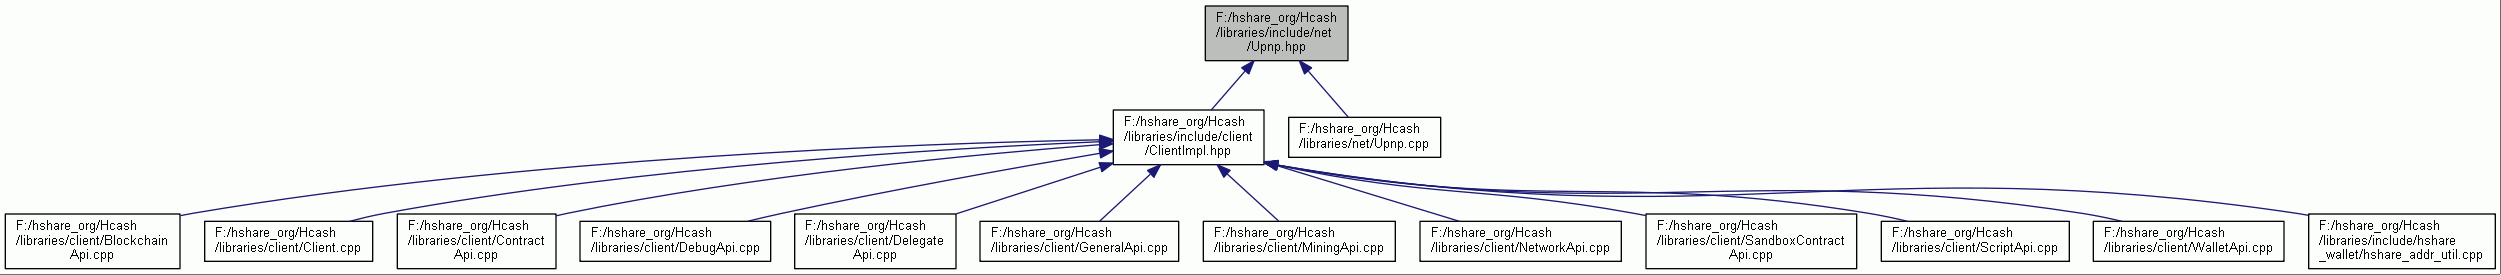 F:/hshare_org/Hcash
/libraries/include/net
/Upnp.hpp
F:/hshare_org/Hcash
/libraries/include/client
/ClientImpl.hpp
F:/hshare_org/Hcash
/libraries/net/Upnp.cpp
F:/hshare_org/Hcash
/libraries/client/Blockchain
Api.cpp
F:/hshare_org/Hcash
/libraries/client/Client.cpp
F:/hshare_org/Hcash
/libraries/client/Contract
Api.cpp
F:/hshare_org/Hcash
/libraries/client/DebugApi.cpp
F:/hshare_org/Hcash
/libraries/client/Delegate
Api.cpp
F:/hshare_org/Hcash
/libraries/client/GeneralApi.cpp
F:/hshare_org/Hcash
/libraries/client/MiningApi.cpp
F:/hshare_org/Hcash
/libraries/client/NetworkApi.cpp
F:/hshare_org/Hcash
/libraries/client/SandboxContract
Api.cpp
F:/hshare_org/Hcash
/libraries/client/ScriptApi.cpp
F:/hshare_org/Hcash
/libraries/client/WalletApi.cpp
F:/hshare_org/Hcash
/libraries/include/hshare
_wallet/hshare_addr_util.cpp